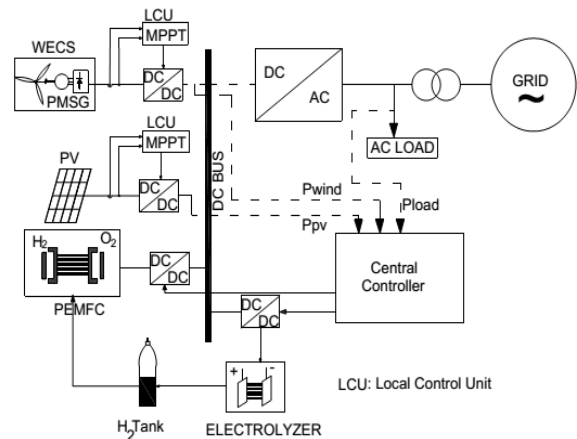 LCU
WECS
MPPT
PMSG
DC
DC
DC
AC
GRID
~
LCU
MPPT
AC LOAD
PV
DC
DC
DC BUS
Pwind
Pload
Ppv
H2
O2
DC
DC
Central
Controller
PEMFC
DC
DC
+ -
LCU: Local Control Unit
H2Tank
ELECTROLYZER